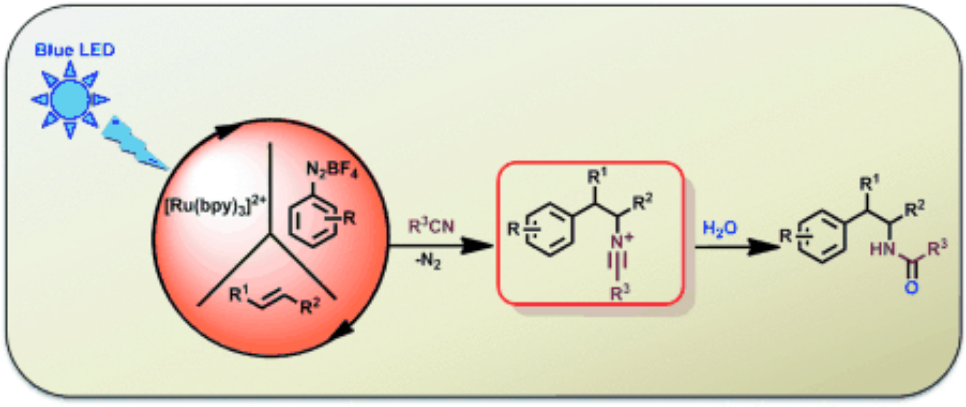 Blue LED
[Ru(bpy)₃]²⁺
N₂BF₄
R
R¹
R²
R³CN
-N₂
R¹
R²
R
N⁺
R³
H₂O
R¹
R²
R
HN
R³
O